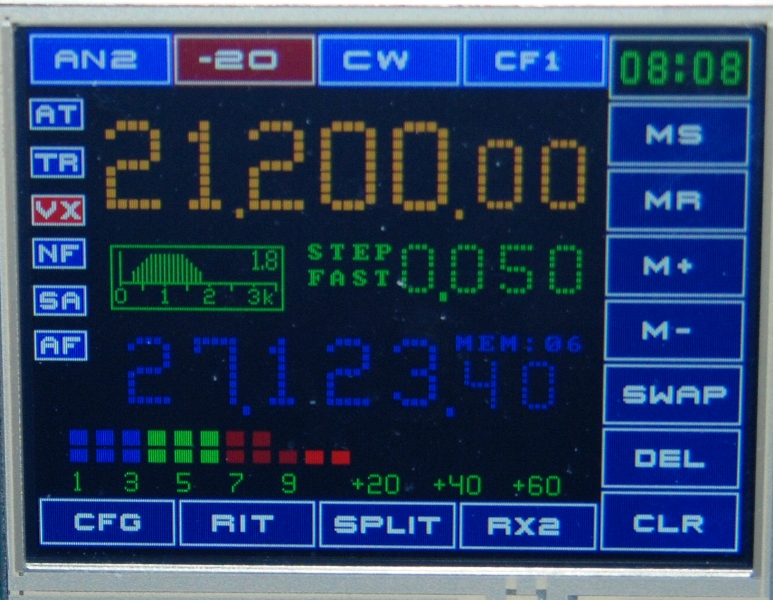 AN2 -20 CW CF1 08:08
AT
TR
VX
NF
SA
AF
21.200.00
1.8
0 1 2 3k
STEP
FAST
0.050
MEM:06
27.123.40
1 3 5 7 9 +20 +40 +60
MS
MR
M+
M-
SWAP
DEL
CLR
CFG RIT SPLIT RX2